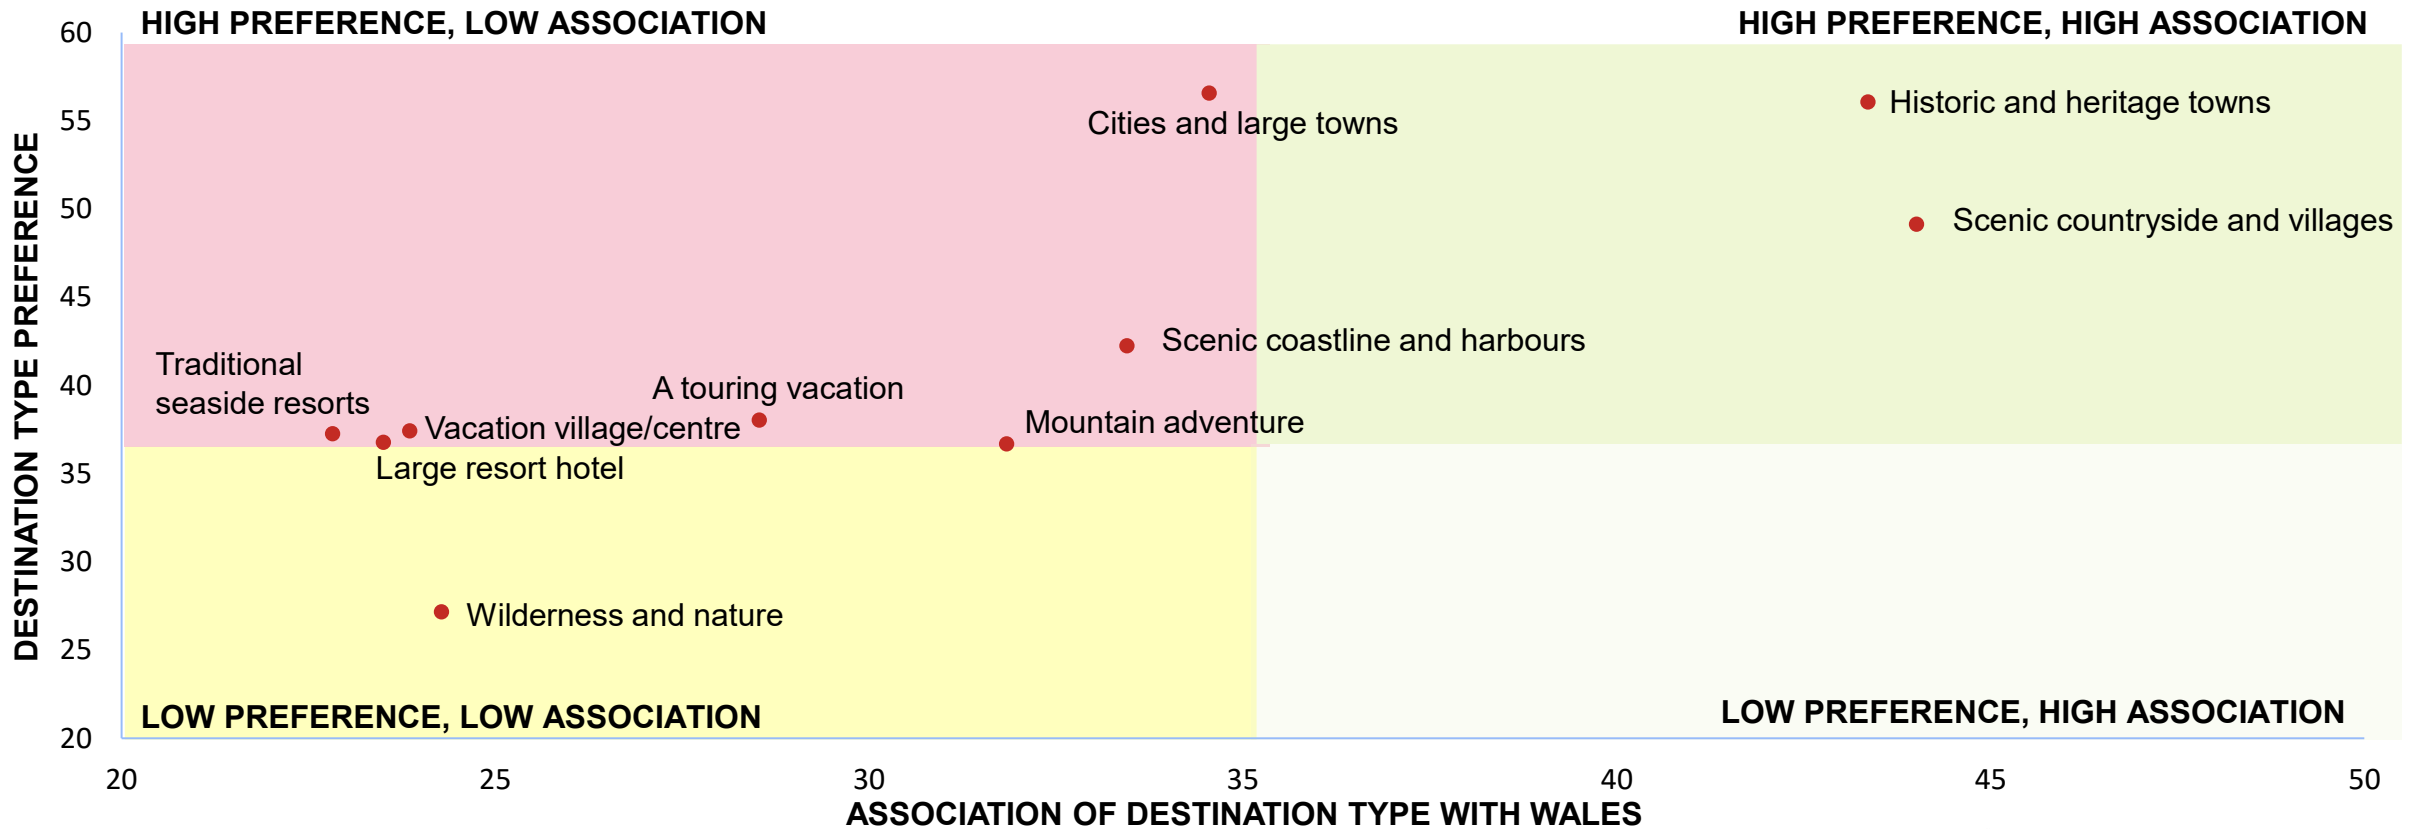 HIGH PREFERENCE, LOW ASSOCIATION
HIGH PREFERENCE, HIGH ASSOCIATION
60
55
50
45
40
35
30
25
20
DESTINATION TYPE PREFERENCE
Cities and large towns
Historic and heritage towns
Scenic countryside and villages
Scenic coastline and harbours
Traditional
seaside resorts
A touring vacation
Vacation village/centre
Mountain adventure
Large resort hotel
Wilderness and nature
LOW PREFERENCE, LOW ASSOCIATION
LOW PREFERENCE, HIGH ASSOCIATION
20 25 30 35 40 45 50
ASSOCIATION OF DESTINATION TYPE WITH WALES